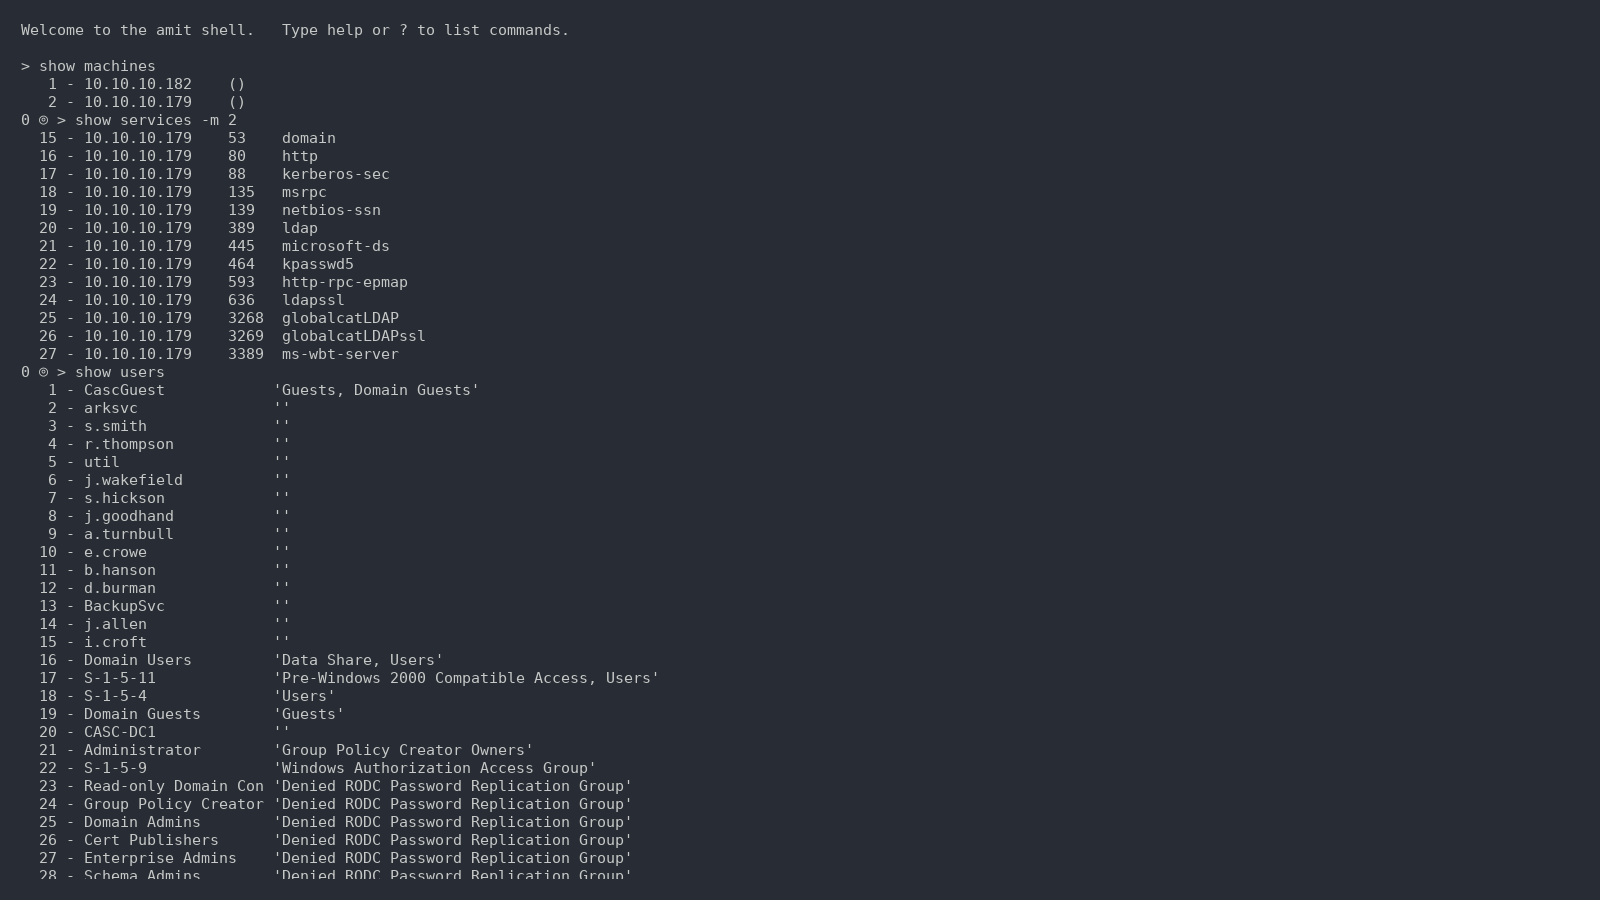 Welcome to the amit shell.   Type help or ? to list commands.

> show machines
   1 - 10.10.10.182    ()
   2 - 10.10.10.179    ()
0 ⌾ > show services -m 2
  15 - 10.10.10.179    53    domain
  16 - 10.10.10.179    80    http
  17 - 10.10.10.179    88    kerberos-sec
  18 - 10.10.10.179    135   msrpc
  19 - 10.10.10.179    139   netbios-ssn
  20 - 10.10.10.179    389   ldap
  21 - 10.10.10.179    445   microsoft-ds
  22 - 10.10.10.179    464   kpasswd5
  23 - 10.10.10.179    593   http-rpc-epmap
  24 - 10.10.10.179    636   ldapssl
  25 - 10.10.10.179    3268  globalcatLDAP
  26 - 10.10.10.179    3269  globalcatLDAPssl
  27 - 10.10.10.179    3389  ms-wbt-server
0 ⌾ > show users
   1 - CascGuest            'Guests, Domain Guests'
   2 - arksvc               ''
   3 - s.smith              ''
   4 - r.thompson           ''
   5 - util                 ''
   6 - j.wakefield          ''
   7 - s.hickson            ''
   8 - j.goodhand           ''
   9 - a.turnbull           ''
  10 - e.crowe              ''
  11 - b.hanson             ''
  12 - d.burman             ''
  13 - BackupSvc            ''
  14 - j.allen              ''
  15 - i.croft              ''
  16 - Domain Users         'Data Share, Users'
  17 - S-1-5-11             'Pre-Windows 2000 Compatible Access, Users'
  18 - S-1-5-4              'Users'
  19 - Domain Guests        'Guests'
  20 - CASC-DC1             ''
  21 - Administrator        'Group Policy Creator Owners'
  22 - S-1-5-9              'Windows Authorization Access Group'
  23 - Read-only Domain Con 'Denied RODC Password Replication Group'
  24 - Group Policy Creator 'Denied RODC Password Replication Group'
  25 - Domain Admins        'Denied RODC Password Replication Group'
  26 - Cert Publishers      'Denied RODC Password Replication Group'
  27 - Enterprise Admins    'Denied RODC Password Replication Group'
  28 - Schema Admins        'Denied RODC Password Replication Group'